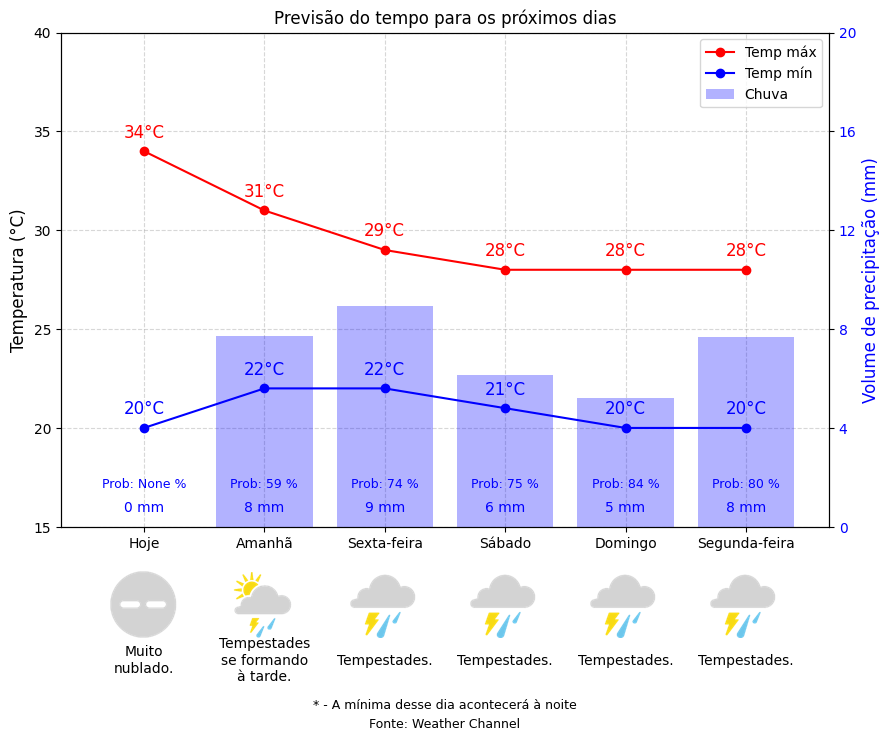 Previsão do tempo para os próximos dias
40
35
30
25
20
15
Temperatura (°C)
20
16
12
8
4
0
Volume de precipitação (mm)
Temp máx
Temp mín
Chuva
34°C
31°C
29°C
28°C
28°C
28°C
20°C
22°C
22°C
21°C
20°C
20°C
Prob: None %
Prob: 59 %
Prob: 74 %
Prob: 75 %
Prob: 84 %
Prob: 80 %
0 mm
8 mm
9 mm
6 mm
5 mm
8 mm
Hoje
Amanhã
Sexta-feira
Sábado
Domingo
Segunda-feira
Muito
nublado.
Tempestades
se formando
à tarde.
Tempestades.
Tempestades.
Tempestades.
Tempestades.
* - A mínima desse dia acontecerá à noite
Fonte: Weather Channel